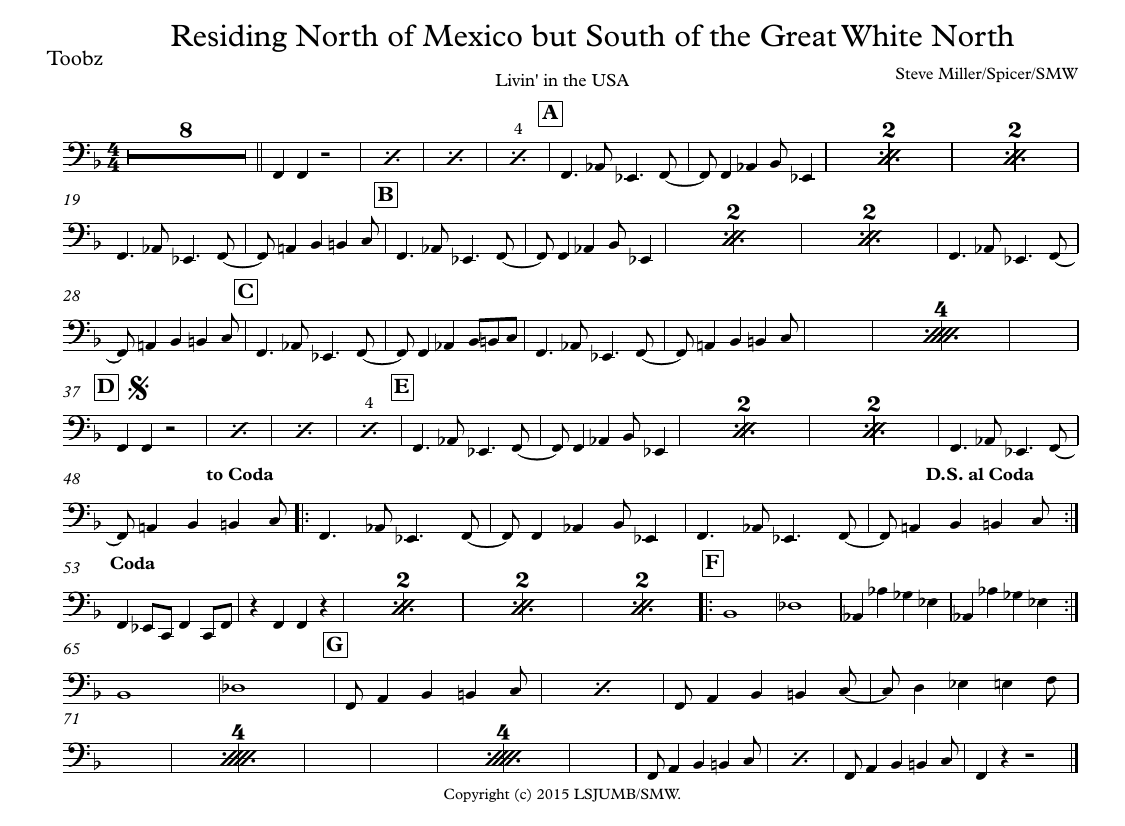 Residing North of Mexico but South of the Great White North
Toobz
Steve Miller/Spicer/SMW
Livin' in the USA
A
8 4 2 2
19 B
2 2
28 C
4
37 D E
4 2 2
48 to Coda D.S. al Coda
53 Coda F
2 2 2
65 G
71
4 4
Copyright (c) 2015 LSJUMB/SMW.